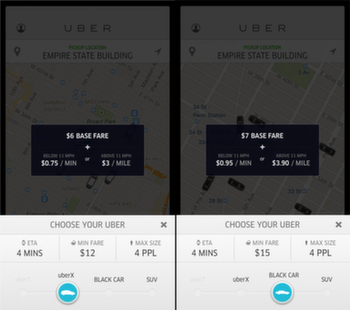 UBER
PICKUP LOCATION
EMPIRE STATE BUILDING
$6 BASE FARE
+
BELOW 11 MPH
$0.75 / MIN
or
ABOVE 11 MPH
$3 / MILE
CHOOSE YOUR UBER
ETA
4 MINS
MIN FARE
$12
MAX SIZE
4 PPL
uberX
BLACK CAR
SUV
UBER
PICKUP LOCATION
EMPIRE STATE BUILDING
34 St
Penn Station
$7 BASE FARE
+
BELOW 11 MPH
$0.95 / MIN
or
ABOVE 11 MPH
$3.90 / MILE
CHOOSE YOUR UBER
ETA
4 MINS
MIN FARE
$15
MAX SIZE
4 PPL
uberX
BLACK CAR
SUV